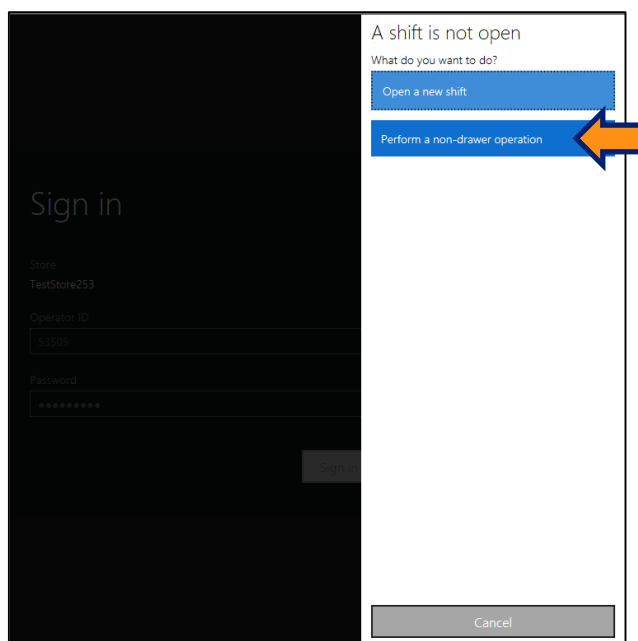 A shift is not open
What do you want to do?
Open a new shift
Perform a non-drawer operation
Sign in
Store
TestStore253
Operator ID
53505
Password
●●●●●●●●●
Sign in
Cancel